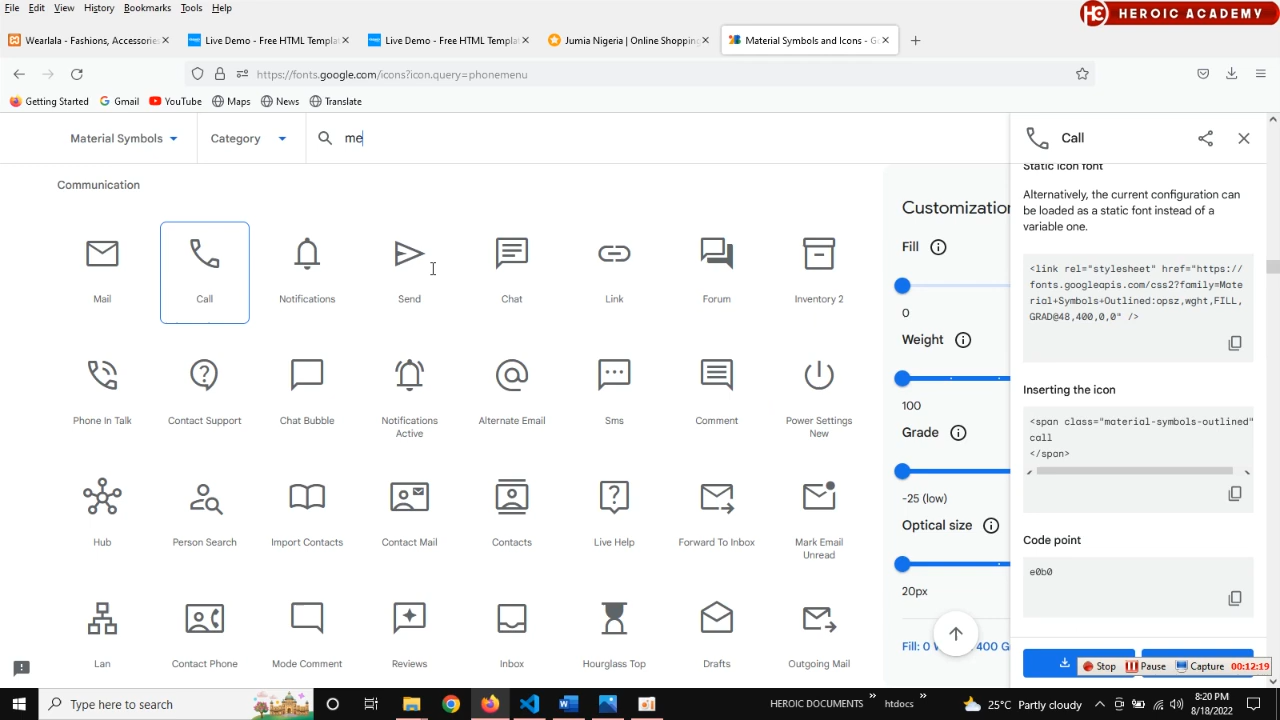 File Edit View History Bookmarks Tools Help
HC HEROIC ACADEMY
Wearlala - Fashions, Accessories
Live Demo - Free HTML Templat
Live Demo - Free HTML Templat
Jumia Nigeria | Online Shopping
Material Symbols and Icons - Go
https://fonts.google.com/icons?icon.query=phonemenu
Getting Started Gmail YouTube Maps News Translate
Material Symbols Category me
Communication
Mail Call Notifications Send Chat Link Forum Inventory 2
Phone In Talk Contact Support Chat Bubble Notifications Active Alternate Email Sms Comment Power Settings New
Hub Person Search Import Contacts Contact Mail Contacts Live Help Forward To Inbox Mark Email Unread
Lan Contact Phone Mode Comment Reviews Inbox Hourglass Top Drafts Outgoing Mail
Customization
Fill
0
Weight
100
Grade
-25 (low)
Optical size
20px
Fill: 0 W 400 G
Call
Static icon font
Alternatively, the current configuration can
be loaded as a static font instead of a
variable one.
<link rel="stylesheet" href="https://
fonts.googleapis.com/css2?family=Mate
rial+Symbols+Outlined:opsz,wght,FILL,
GRAD@48,400,0,0" />
Inserting the icon
<span class="material-symbols-outlined"
call
</span>
Code point
e0b0
Stop Pause Capture 00:12:19
Type here to search
HEROIC DOCUMENTS » htdocs »
25°C Partly cloudy
8:20 PM
8/18/2022